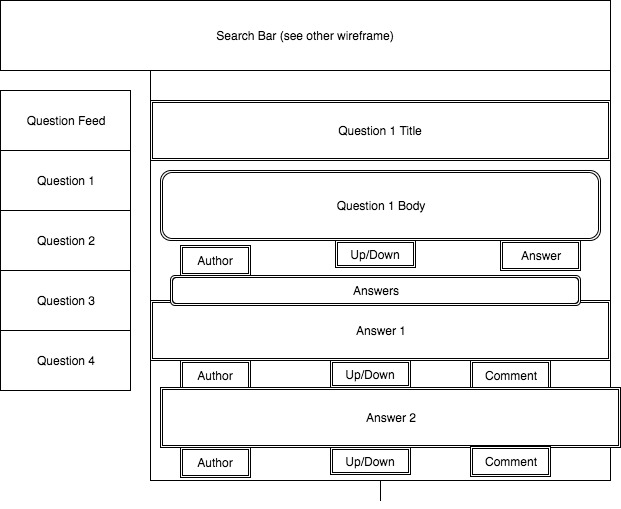 Search Bar (see other wireframe)
Question Feed
Question 1
Question 2
Question 3
Question 4
Question 1 Title
Question 1 Body
Author
Up/Down
Answer
Answers
Answer 1
Author
Up/Down
Comment
Answer 2
Author
Up/Down
Comment